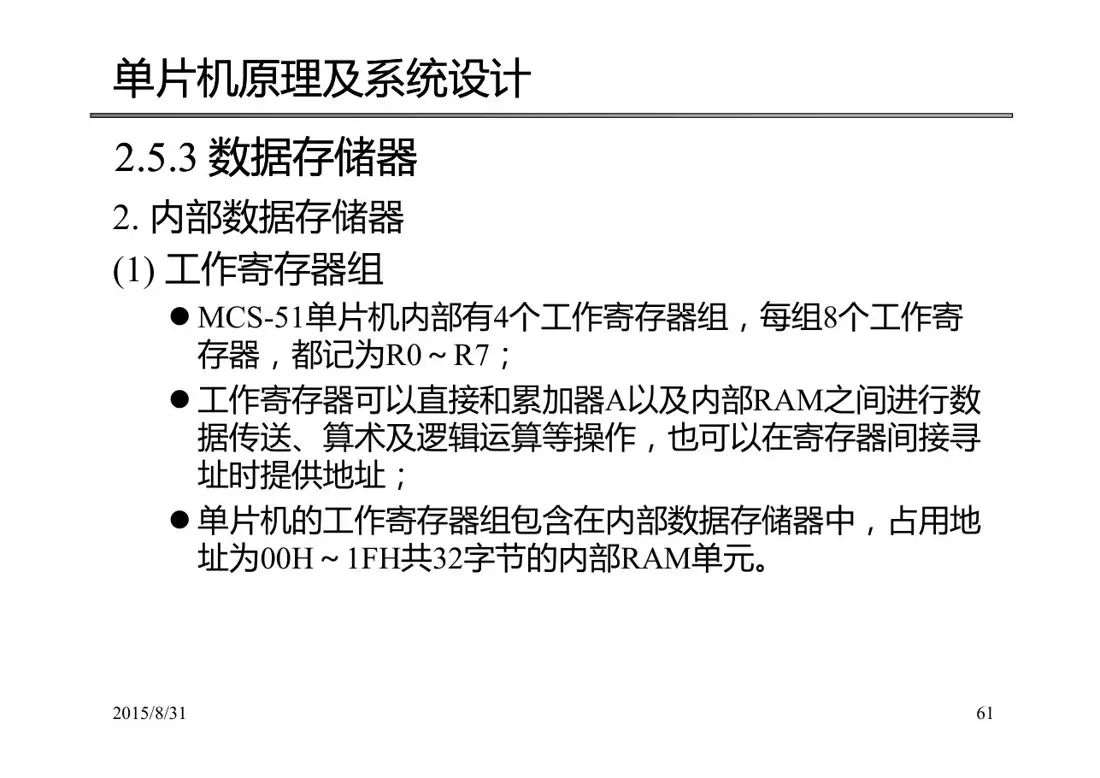 单片机原理及系统设计
2.5.3 数据存储器
2. 内部数据存储器
(1) 工作寄存器组
●MCS-51单片机内部有4个工作寄存器组，每组8个工作寄
存器，都记为R0～R7；
●工作寄存器可以直接和累加器A以及内部RAM之间进行数
据传送、算术及逻辑运算等操作，也可以在寄存器间接寻
址时提供地址；
●单片机的工作寄存器组包含在内部数据存储器中，占用地
址为00H～1FH共32字节的内部RAM单元。
2015/8/31
61